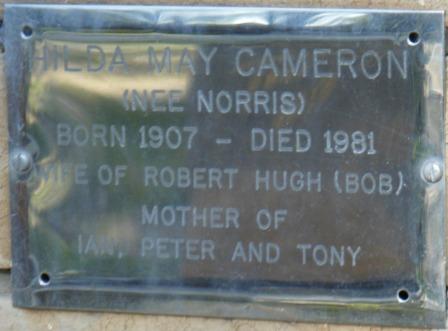 HILDA MAY CAMERON
(NEE NORRIS)
BORN 1907 – DIED 1981
WIFE OF ROBERT HUGH (BOB)
MOTHER OF
IAN, PETER AND TONY